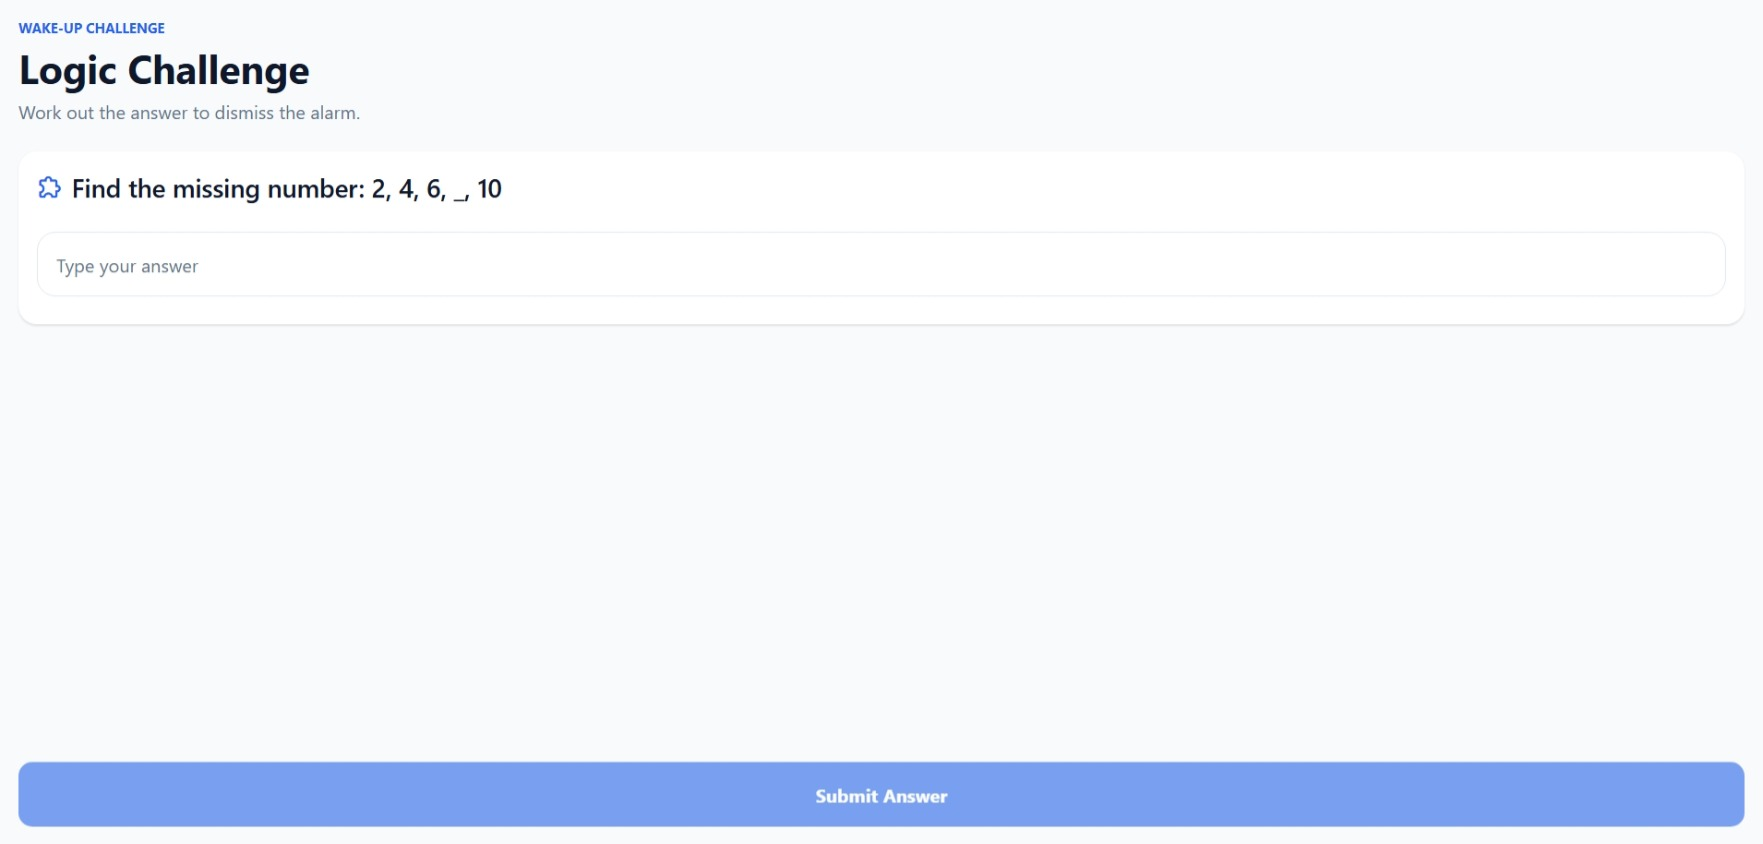 WAKE-UP CHALLENGE
Logic Challenge
Work out the answer to dismiss the alarm.
Find the missing number: 2, 4, 6, _, 10
Type your answer
Submit Answer